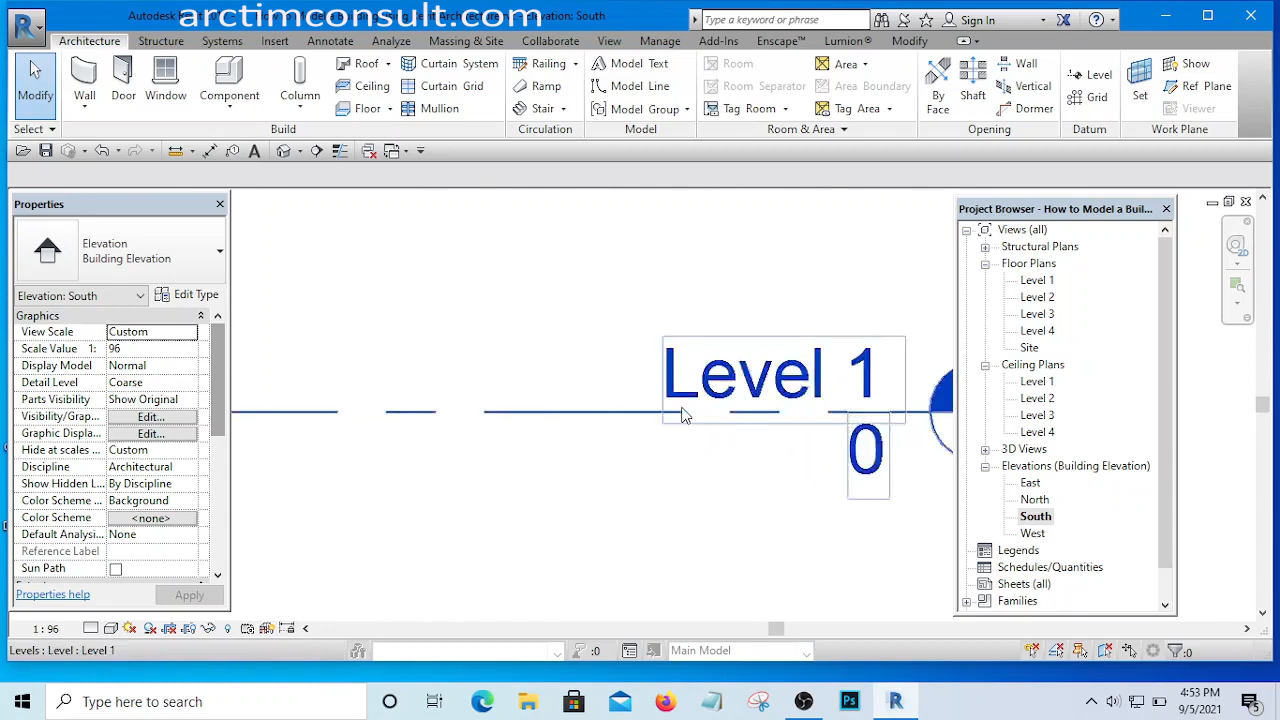 arctimconsult.com
Autodesk Revit
Elevation: South
Type a keyword or phrase
Sign In
Architecture Structure Systems Insert Annotate Analyze Massing & Site Collaborate View Manage Add-Ins Enscape™ Lumion® Modify
Modify Wall Door Window Component Column Roof Curtain System Railing Model Text Room Area By Face Shaft Wall Level Set Show
Ceiling Curtain Grid Ramp Model Line Room Separator Area Boundary Vertical Grid Ref Plane
Floor Mullion Stair Model Group Tag Room Tag Area Dormer Viewer
Select Build Circulation Model Room & Area Opening Datum Work Plane
Properties
Elevation
Building Elevation
Elevation: South Edit Type
Graphics
View Scale Custom
Scale Value 1: 96
Display Model Normal
Detail Level Coarse
Parts Visibility Show Original
Visibility/Grap... Edit...
Graphic Displa... Edit...
Hide at scales ... Custom
Discipline Architectural
Show Hidden L... By Discipline
Color Scheme ... Background
Color Scheme <none>
Default Analysi... None
Reference Label
Sun Path
Properties help Apply
Level 1
0
Project Browser - How to Model a Buil...
Views (all)
Structural Plans
Floor Plans
Level 1
Level 2
Level 3
Level 4
Site
Ceiling Plans
Level 1
Level 2
Level 3
Level 4
3D Views
Elevations (Building Elevation)
East
North
South
West
Legends
Schedules/Quantities
Sheets (all)
Families
2D
1 : 96
Levels : Level : Level 1
:0
Main Model
:0
Type here to search
4:53 PM
9/5/2021
5